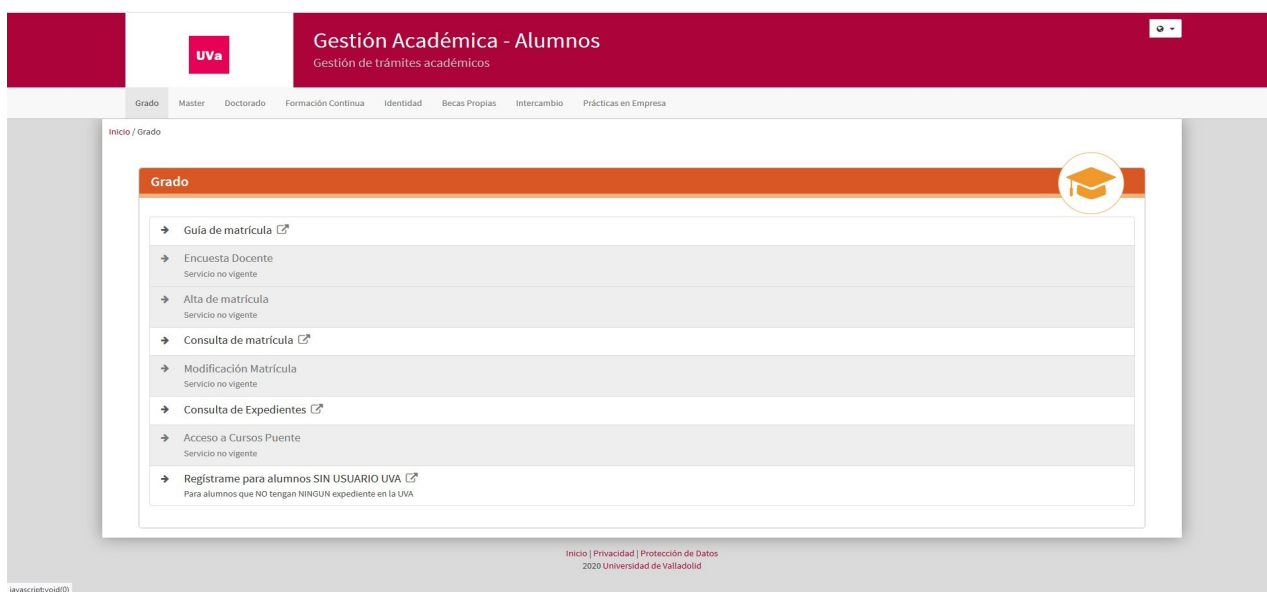 UVa
Gestión Académica - Alumnos
Gestión de trámites académicos
Grado Master Doctorado Formación Continua Identidad Becas Propias Intercambio Prácticas en Empresa
Inicio / Grado
Grado
Guía de matrícula
Encuesta Docente
Servicio no vigente
Alta de matrícula
Servicio no vigente
Consulta de matrícula
Modificación Matrícula
Servicio no vigente
Consulta de Expedientes
Acceso a Cursos Puente
Servicio no vigente
Regístrame para alumnos SIN USUARIO UVA
Para alumnos que NO tengan NINGUN expediente en la UVA
Inicio | Privacidad | Protección de Datos
2020 Universidad de Valladolid
javascript:void(0)